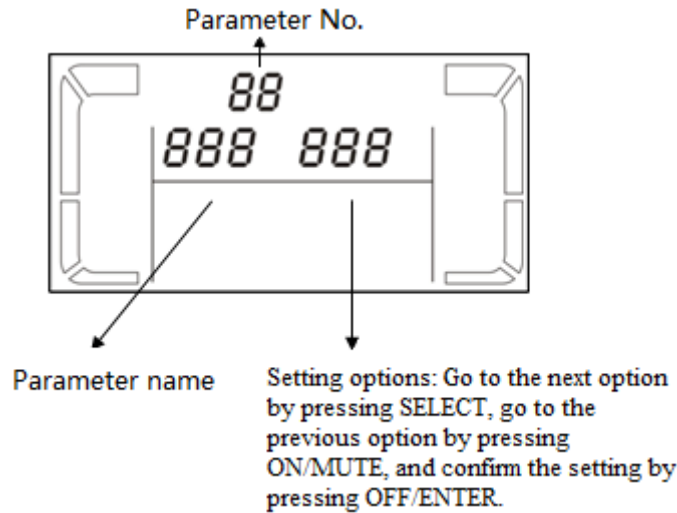 Parameter No.
88
888 888
Parameter name
Setting options: Go to the next option
by pressing SELECT, go to the
previous option by pressing
ON/MUTE, and confirm the setting by
pressing OFF/ENTER.